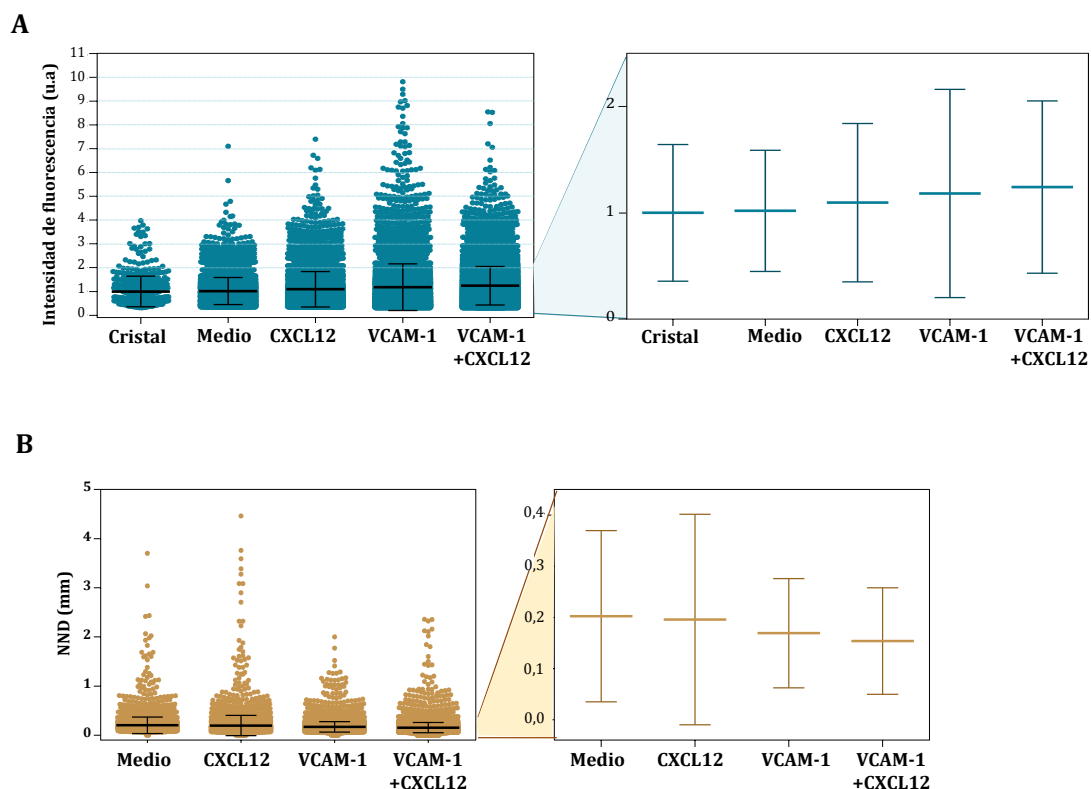 A
Intensidad de fluorescencia (u.a)
11
10
9
8
7
6
5
4
3
2
1
0
Cristal Medio CXCL12 VCAM-1 VCAM-1
+CXCL12
2
1
0
Cristal Medio CXCL12 VCAM-1 VCAM-1
+CXCL12
B
NND (mm)
5
4
3
2
1
0
Medio CXCL12 VCAM-1 VCAM-1
+CXCL12
0,4
0,3
0,2
0,1
0,0
Medio CXCL12 VCAM-1 VCAM-1
+CXCL12